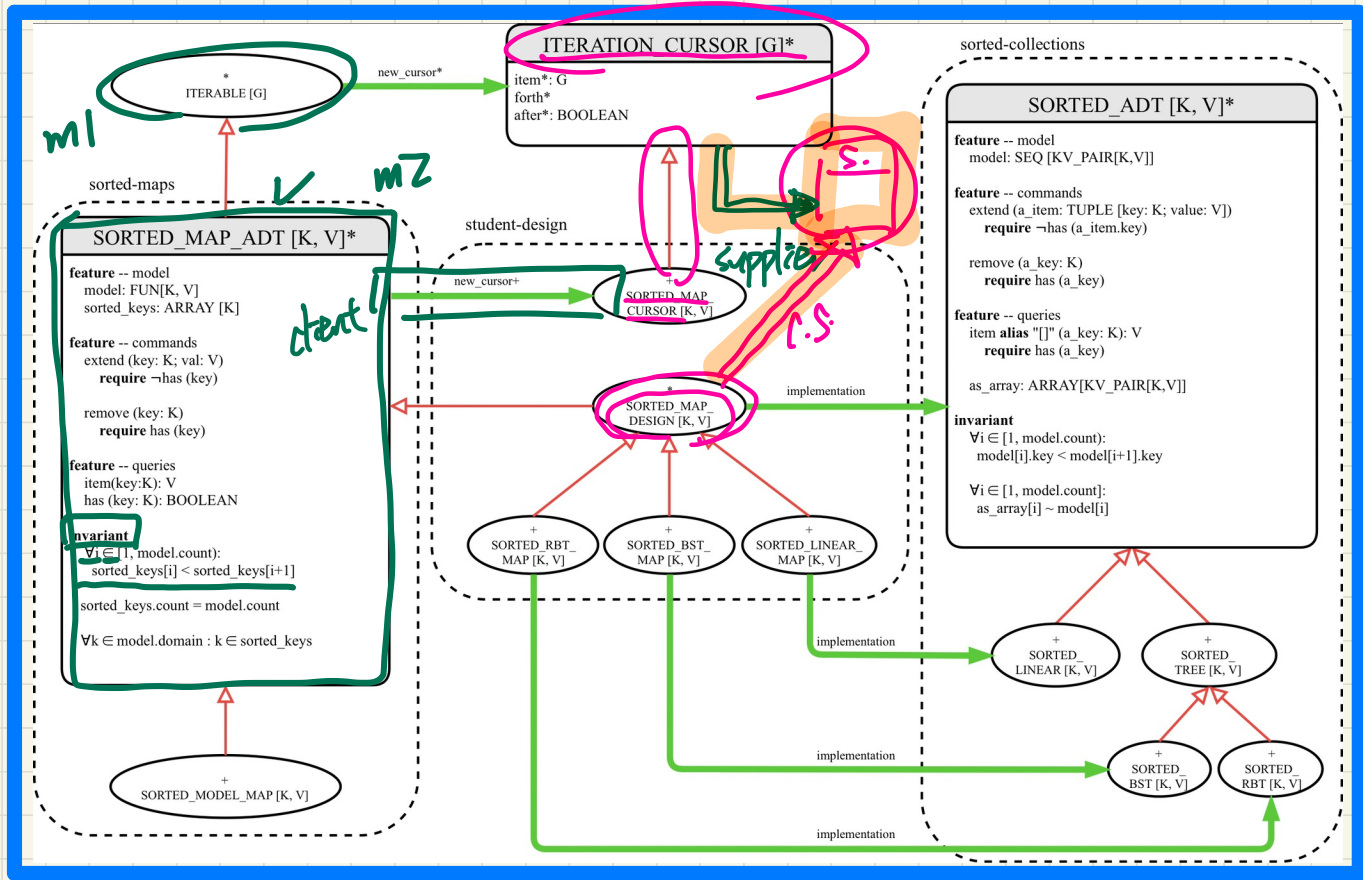 *
ITERABLE [G]
new_cursor*
ITERATION_CURSOR [G]*
item*: G
forth*
after*: BOOLEAN
m1
m2
sorted-maps
SORTED_MAP_ADT [K, V]*
feature -- model
model: FUN[K, V]
sorted_keys: ARRAY [K]
feature -- commands
extend (key: K; val: V)
require ¬has (key)
remove (key: K)
require has (key)
feature -- queries
item(key:K): V
has (key: K): BOOLEAN
invariant
∀i ∈ [1, model.count):
sorted_keys[i] < sorted_keys[i+1]
sorted_keys.count = model.count
∀k ∈ model.domain : k ∈ sorted_keys
+
SORTED_MODEL_MAP [K, V]
client
new_cursor+
student-design
+
SORTED_MAP_
CURSOR [K, V]
supplier
S.
C.S.
*
SORTED_MAP_
DESIGN [K, V]
implementation
+
SORTED_RBT_
MAP [K, V]
+
SORTED_BST_
MAP [K, V]
+
SORTED_LINEAR_
MAP [K, V]
implementation
implementation
implementation
sorted-collections
SORTED_ADT [K, V]*
feature -- model
model: SEQ [KV_PAIR[K,V]]
feature -- commands
extend (a_item: TUPLE [key: K; value: V])
require ¬has (a_item.key)
remove (a_key: K)
require has (a_key)
feature -- queries
item alias "[]" (a_key: K): V
require has (a_key)
as_array: ARRAY[KV_PAIR[K,V]]
invariant
∀i ∈ [1, model.count):
model[i].key < model[i+1].key
∀i ∈ [1, model.count]:
as_array[i] ~ model[i]
+
SORTED_
LINEAR [K, V]
+
SORTED_
TREE [K, V]
+
SORTED_
BST [K, V]
+
SORTED_
RBT [K, V]